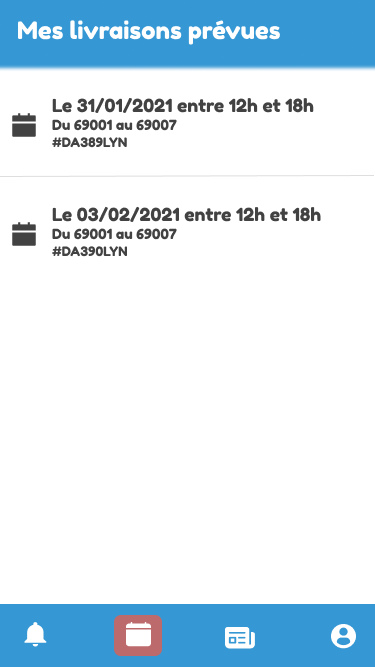 Mes livraisons prévues
Le 31/01/2021 entre 12h et 18h
Du 69001 au 69007
#DA389LYN
Le 03/02/2021 entre 12h et 18h
Du 69001 au 69007
#DA390LYN